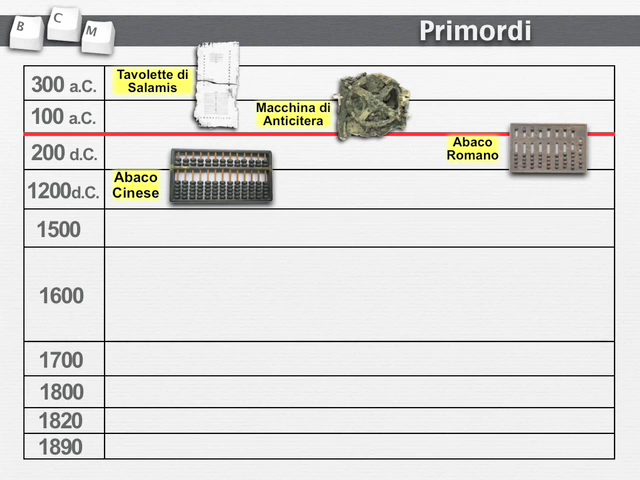 B C M
Primordi
300 a.C.
Tavolette di
Salamis
100 a.C.
Macchina di
Anticitera
200 d.C.
Abaco
Romano
1200d.C.
Abaco
Cinese
1500
1600
1700
1800
1820
1890